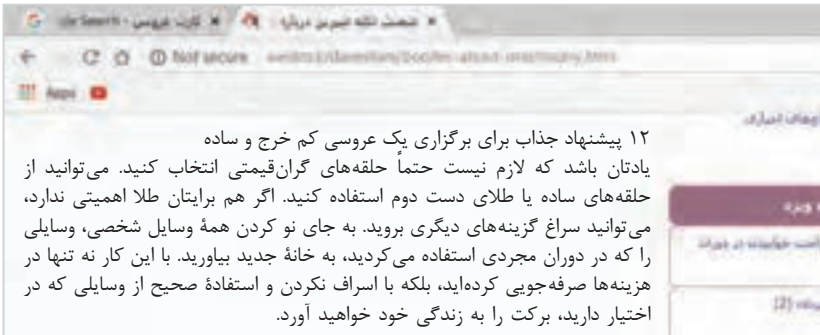 Not secure
Apps
۱۲ پیشنهاد جذاب برای برگزاری یک عروسی کم خرج و ساده
یادتان باشد که لازم نیست حتماً حلقه‌های گران‌قیمتی انتخاب کنید. می‌توانید از
حلقه‌های ساده یا طلای دست دوم استفاده کنید. اگر هم برایتان طلا اهمیتی ندارد،
می‌توانید سراغ گزینه‌های دیگری بروید. به جای نو کردن همهٔ وسایل شخصی، وسایلی
را که در دوران مجردی استفاده می‌کردید، به خانهٔ جدید بیاورید. با این کار نه تنها در
هزینه‌ها صرفه‌جویی کرده‌اید، بلکه با اسراف نکردن و استفادهٔ صحیح از وسایلی که در
اختیار دارید، برکت را به زندگی خود خواهید آورد.